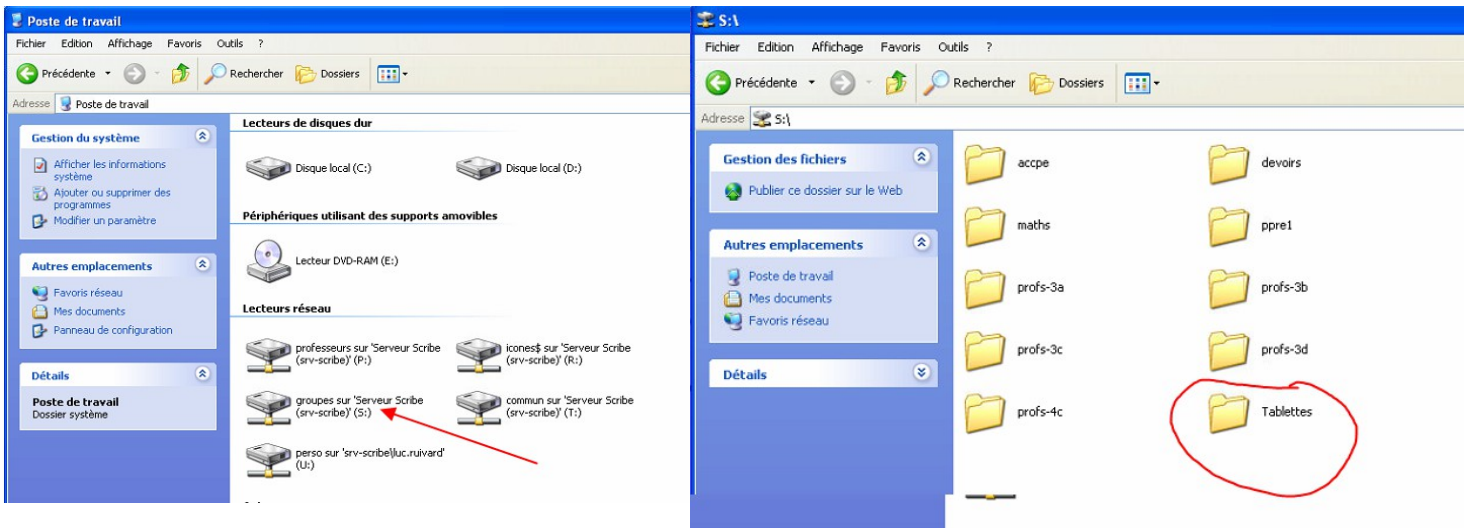 Poste de travail
Fichier Edition Affichage Favoris Outils ?
Précédente Rechercher Dossiers
Adresse Poste de travail
Gestion du système
Afficher les informations
système
Ajouter ou supprimer des
programmes
Modifier un paramètre
Autres emplacements
Favoris réseau
Mes documents
Panneau de configuration
Détails
Poste de travail
Dossier système
Lecteurs de disques dur
Disque local (C:) Disque local (D:)
Périphériques utilisant des supports amovibles
Lecteur DVD-RAM (E:)
Lecteurs réseau
professeurs sur 'Serveur Scribe
(srv-scribe)' (P:)
icones$ sur 'Serveur Scribe
(srv-scribe)' (R:)
groupes sur 'Serveur Scribe
(srv-scribe)' (S:)
commun sur 'Serveur Scribe
(srv-scribe)' (T:)
perso sur 'srv-scribe\luc.ruivard'
(U:)
S:\
Fichier Edition Affichage Favoris Outils ?
Précédente Rechercher Dossiers
Adresse S:\
Gestion des fichiers
Publier ce dossier sur le Web
Autres emplacements
Poste de travail
Mes documents
Favoris réseau
Détails
accpe devoirs
maths ppre1
profs-3a profs-3b
profs-3c profs-3d
profs-4c Tablettes